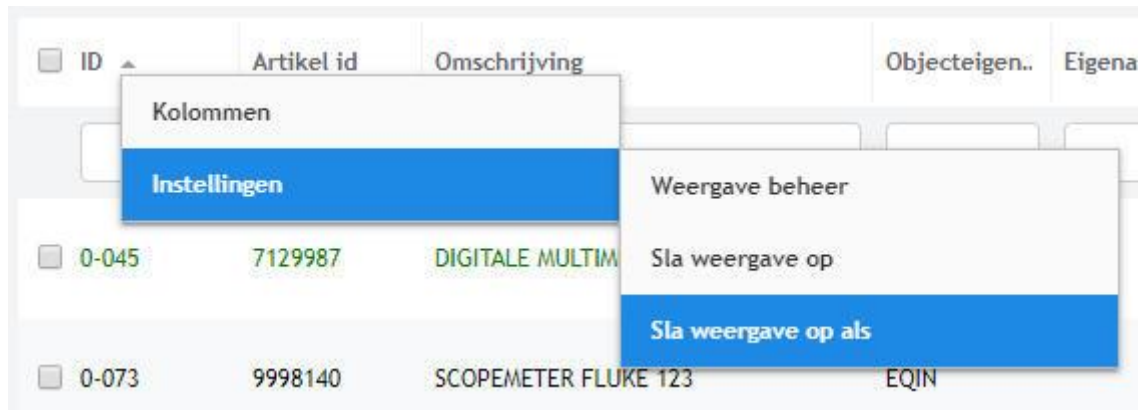 ID Artikel id Omschrijving Objecteigen.. Eigena
Kolommen
Instellingen
Weergave beheer
0-045 7129987 DIGITALE MULTIM Sla weergave op
Sla weergave op als
0-073 9998140 SCOPEMETER FLUKE 123 EQIN